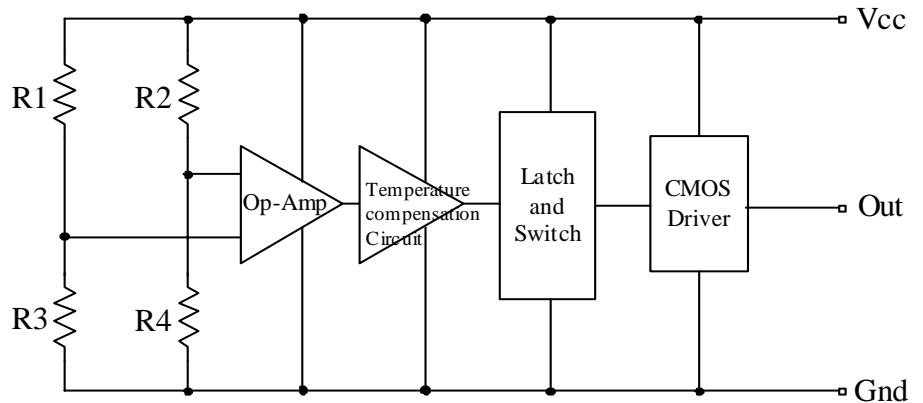 Vcc
R1
R2
Op-Amp
Temperature
compensation
Circuit
Latch
and
Switch
CMOS
Driver
Out
R3
R4
Gnd